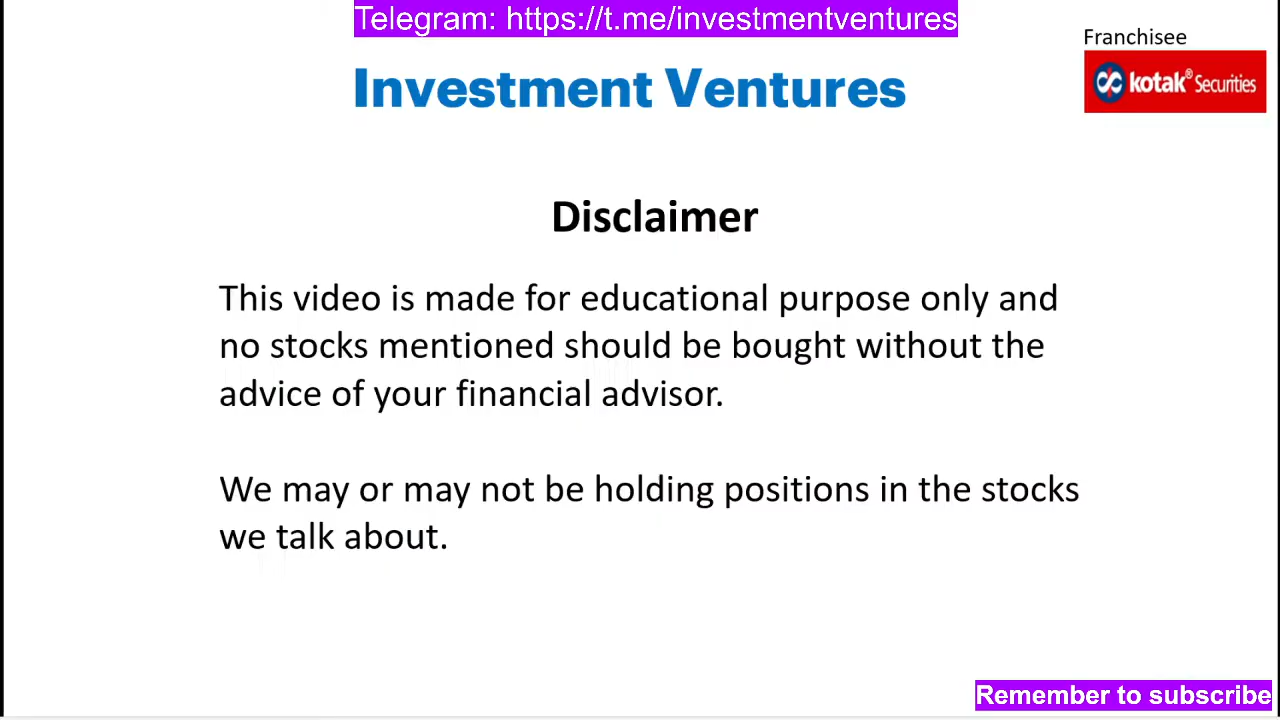 Telegram: https://t.me/investmentventures
Franchisee
Investment Ventures
kotak® Securities
Disclaimer
This video is made for educational purpose only and
no stocks mentioned should be bought without the
advice of your financial advisor.
We may or may not be holding positions in the stocks
we talk about.
Remember to subscribe